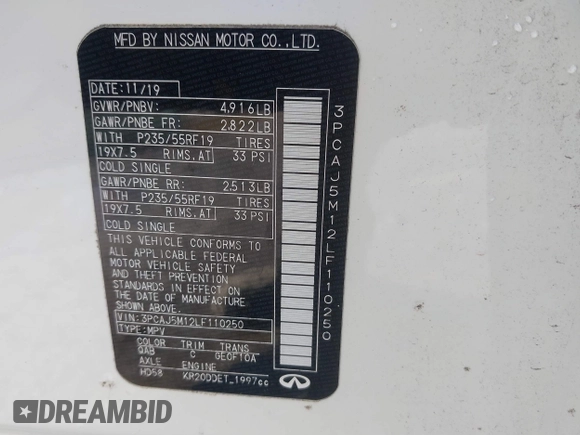 MFD BY NISSAN MOTOR CO.,LTD.
DATE: 11/19
GVWR/PNBV: 4,916LB
GAWR/PNBE FR: 2,822LB
WITH P235/55RF19 TIRES
19X7.5 RIMS.AT 33 PSI
COLD SINGLE
GAWR/PNBE RR: 2,513LB
WITH P235/55RF19 TIRES
19X7.5 RIMS.AT 33 PSI
COLD SINGLE
THIS VEHICLE CONFORMS TO
ALL APPLICABLE FEDERAL
MOTOR VEHICLE SAFETY
AND THEFT PREVENTION
STANDARDS IN EFFECT ON
THE DATE OF MANUFACTURE
SHOWN ABOVE.
VIN:3PCAJ5M12LF110250
TYPE:MPV
COLOR TRIM TRANS
QAB C GE0F10A
AXLE ENGINE
HD58 KR20DDET_1997cc
3PCAJ5M12LF110250
DREAMBID